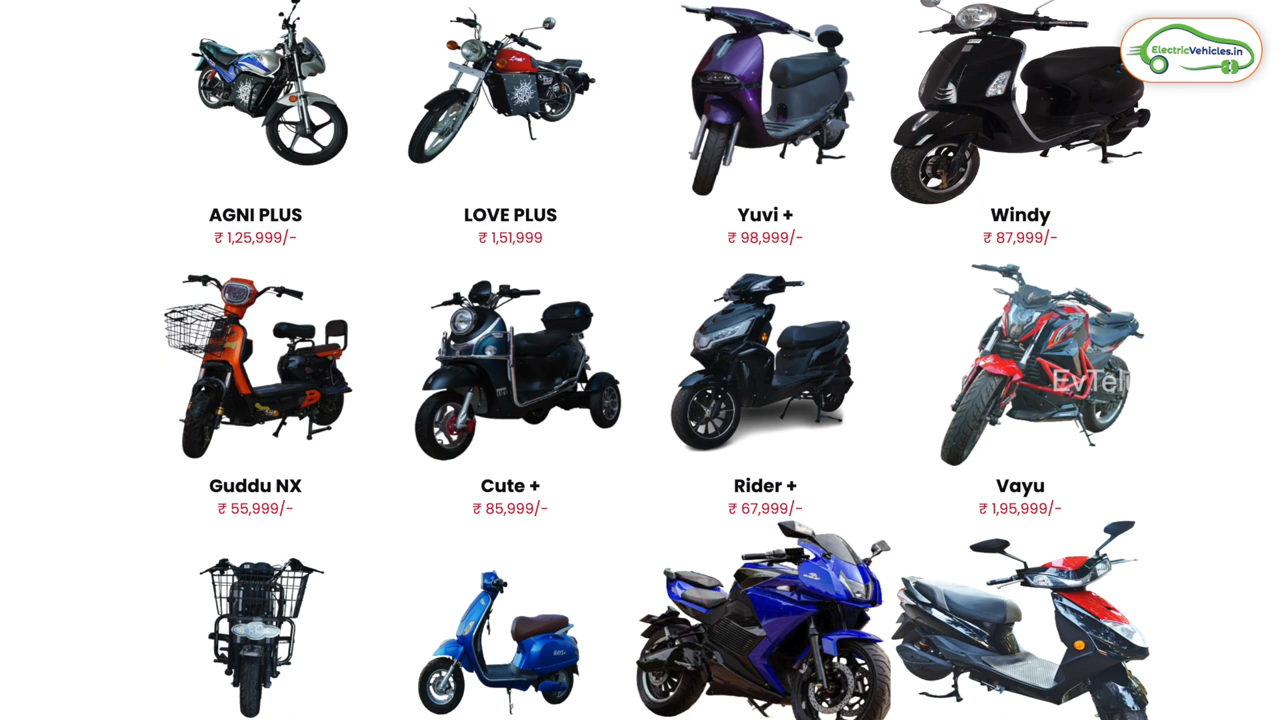 ElectricVehicles.in
AGNI PLUS
₹ 1,25,999/-
LOVE PLUS
₹ 1,51,999
Yuvi +
₹ 98,999/-
Windy
₹ 87,999/-
Guddu NX
₹ 55,999/-
Cute +
₹ 85,999/-
Rider +
₹ 67,999/-
Vayu
₹ 1,95,999/-